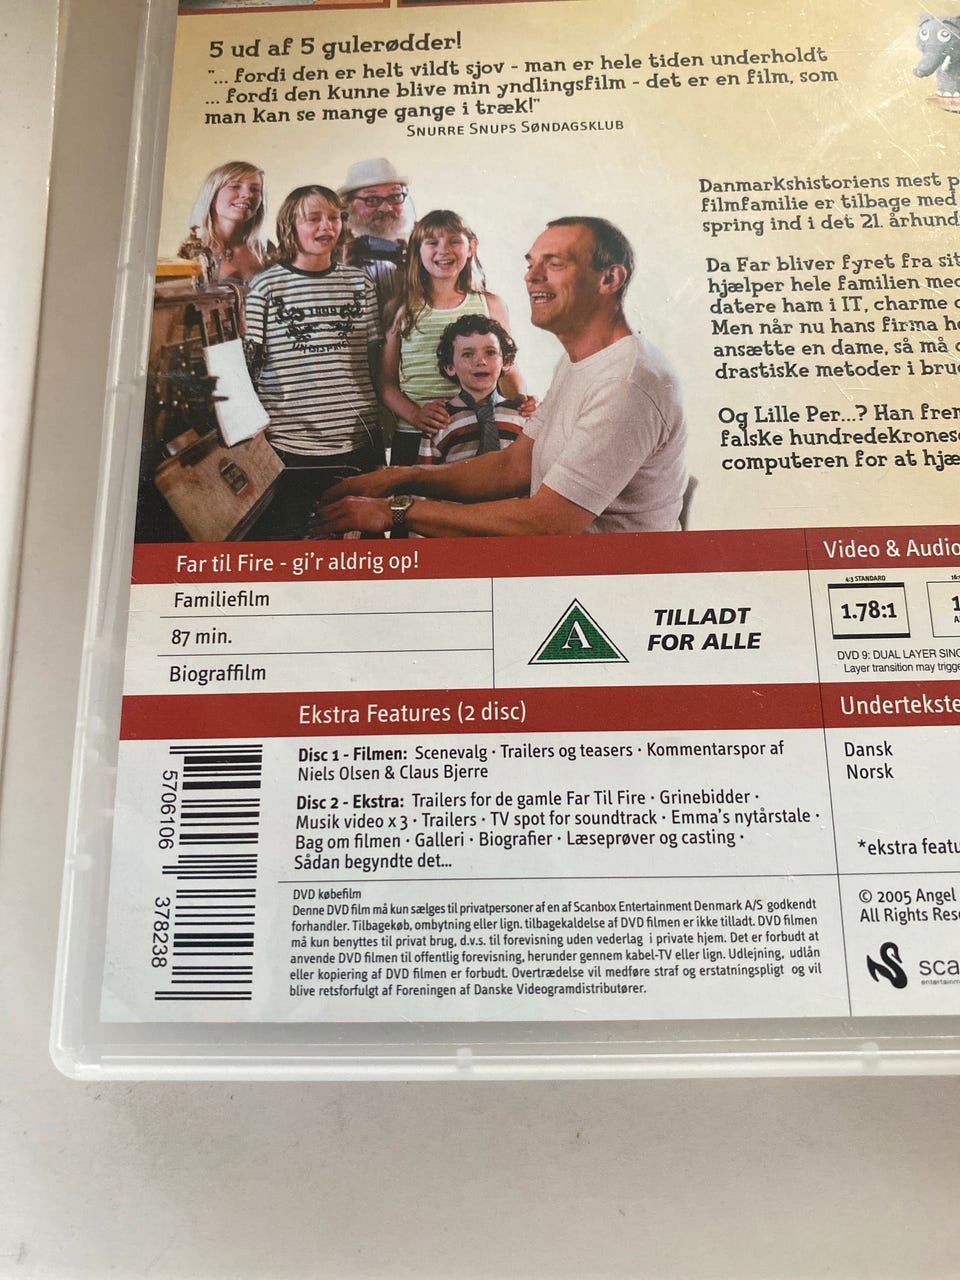 5 ud af 5 gulerødder!
"... fordi den er helt vildt sjov - man er hele tiden underholdt
... fordi den kunne blive min yndlingsfilm - det er en film, som
man kan se mange gange i træk!"
SNURRE SNUPS SØNDAGSKLUB
Danmarkshistoriens mest p
filmfamilie er tilbage med
spring ind i det 21. århund
Da Far bliver fyret fra sit
hjælper hele familien med
datere ham i IT, charme
Men når nu hans firma
ansætte en dame, så må
drastiske metoder i brug
Og Lille Per...? Han frem
falske hundredekronese
computeren for at hjæ
Far til Fire - gi'r aldrig op!
Familiefilm
87 min.
Biograffilm
A
TILLADT
FOR ALLE
Video & Audio
4:3 STANDARD
1.78:1
DVD 9: DUAL LAYER SING
Layer transition may trigge
Ekstra Features (2 disc)
Undertekste
Disc 1 - Filmen: Scenevalg · Trailers og teasers · Kommentarspor af
Niels Olsen & Claus Bjerre
Disc 2 - Ekstra: Trailers for de gamle Far Til Fire · Grinebidder ·
Musik video x 3 · Trailers · TV spot for soundtrack · Emma's nytårstale ·
Bag om filmen · Galleri · Biografier · Læseprøver og casting ·
Sådan begyndte det...
Dansk
Norsk
*ekstra featu
5706106 378238
DVD købefilm
Denne DVD film må kun sælges til privatpersoner af en af Scanbox Entertainment Denmark A/S godkendt
forhandler. Tilbagekøb, ombytning eller lign. tilbagekaldelse af DVD filmen er ikke tilladt. DVD filmen
må kun benyttes til privat brug, d.v.s. til forevisning uden vederlag i private hjem. Det er forbudt at
anvende DVD filmen til offentlig forevisning, herunder gennem kabel-TV eller lign. Udlejning, udlån
eller kopiering af DVD filmen er forbudt. Overtrædelse vil medføre straf og erstatningspligt og vil
blive retsforfulgt af Foreningen af Danske Videogramdistributører.
© 2005 Angel
All Rights Res
sca
entertainm